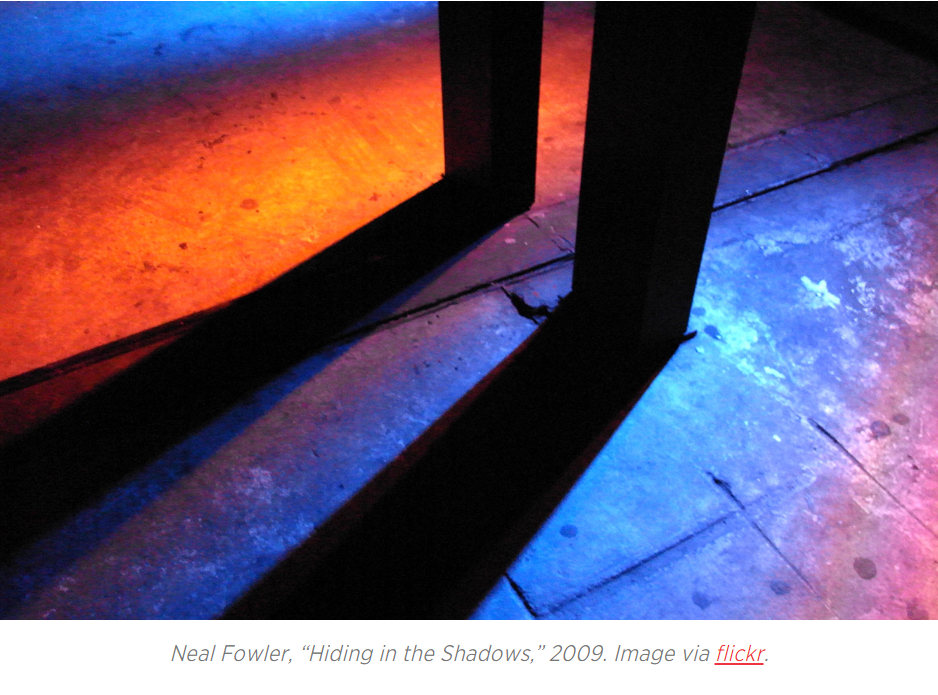 Neal Fowler, “Hiding in the Shadows,” 2009. Image via flickr.